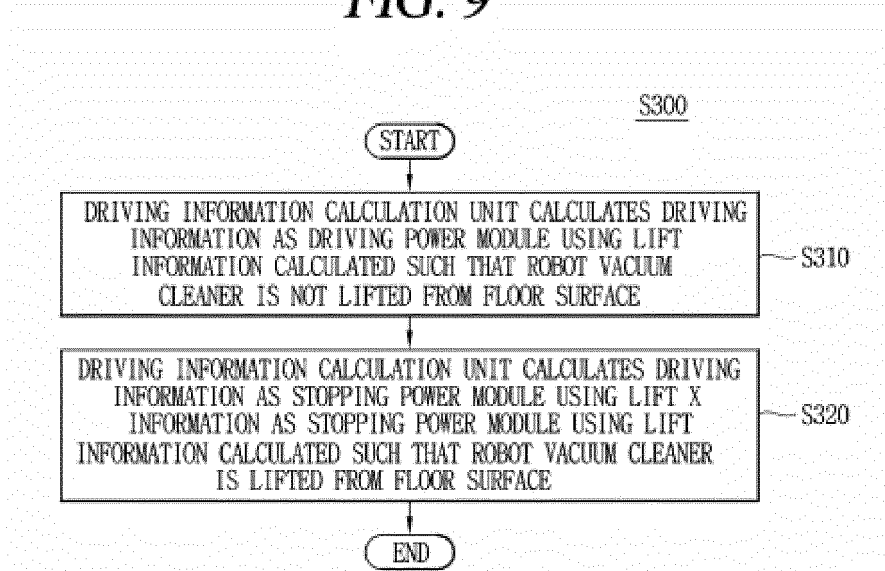 FIG. 9
S300
START
DRIVING INFORMATION CALCULATION UNIT CALCULATES DRIVING
INFORMATION AS DRIVING POWER MODULE USING LIFT
INFORMATION CALCULATED SUCH THAT ROBOT VACUUM
CLEANER IS NOT LIFTED FROM FLOOR SURFACE
S310
DRIVING INFORMATION CALCULATION UNIT CALCULATES DRIVING
INFORMATION AS STOPPING POWER MODULE USING LIFT X
INFORMATION AS STOPPING POWER MODULE USING LIFT
INFORMATION CALCULATED SUCH THAT ROBOT VACUUM CLEANER
IS LIFTED FROM FLOOR SURFACE
S320
END